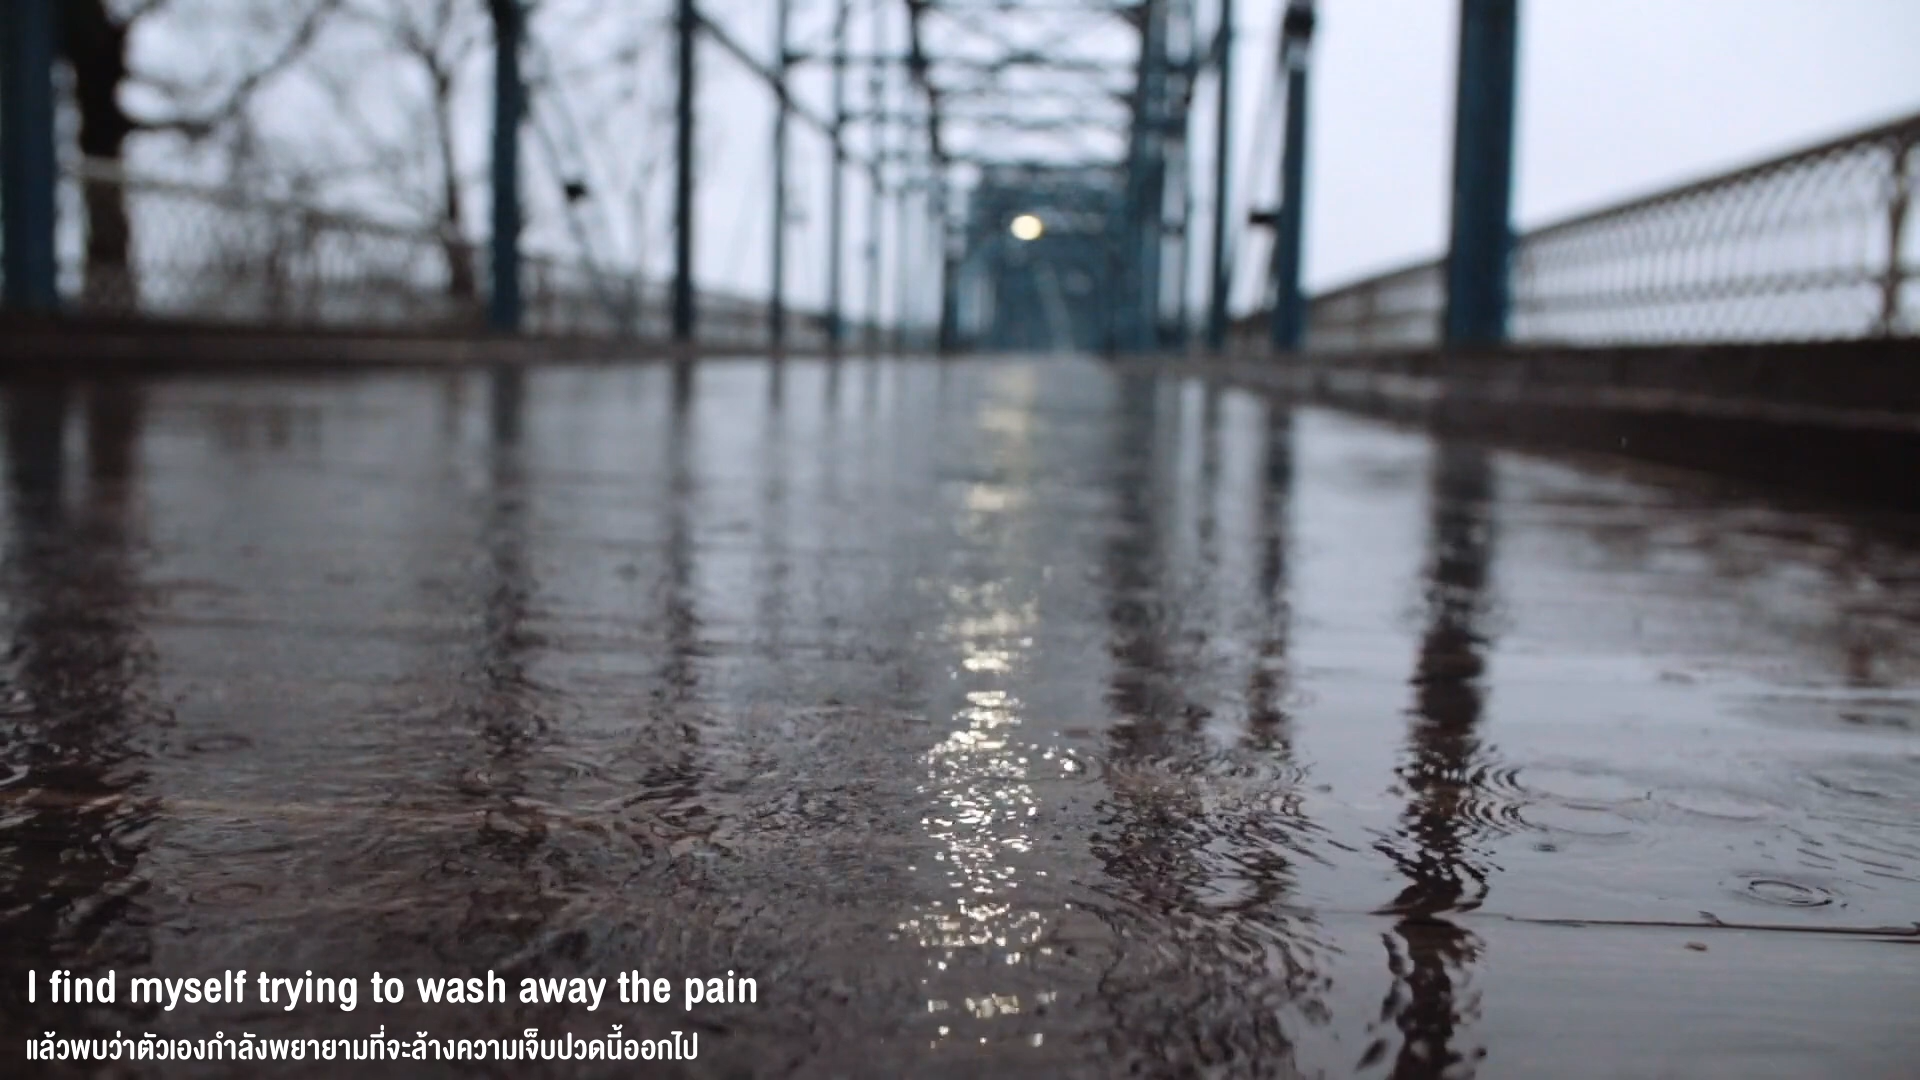 I find myself trying to wash away the pain
แล้วพบว่าตัวเองกำลังพยายามที่จะล้างความเจ็บปวดนี้ออกไป